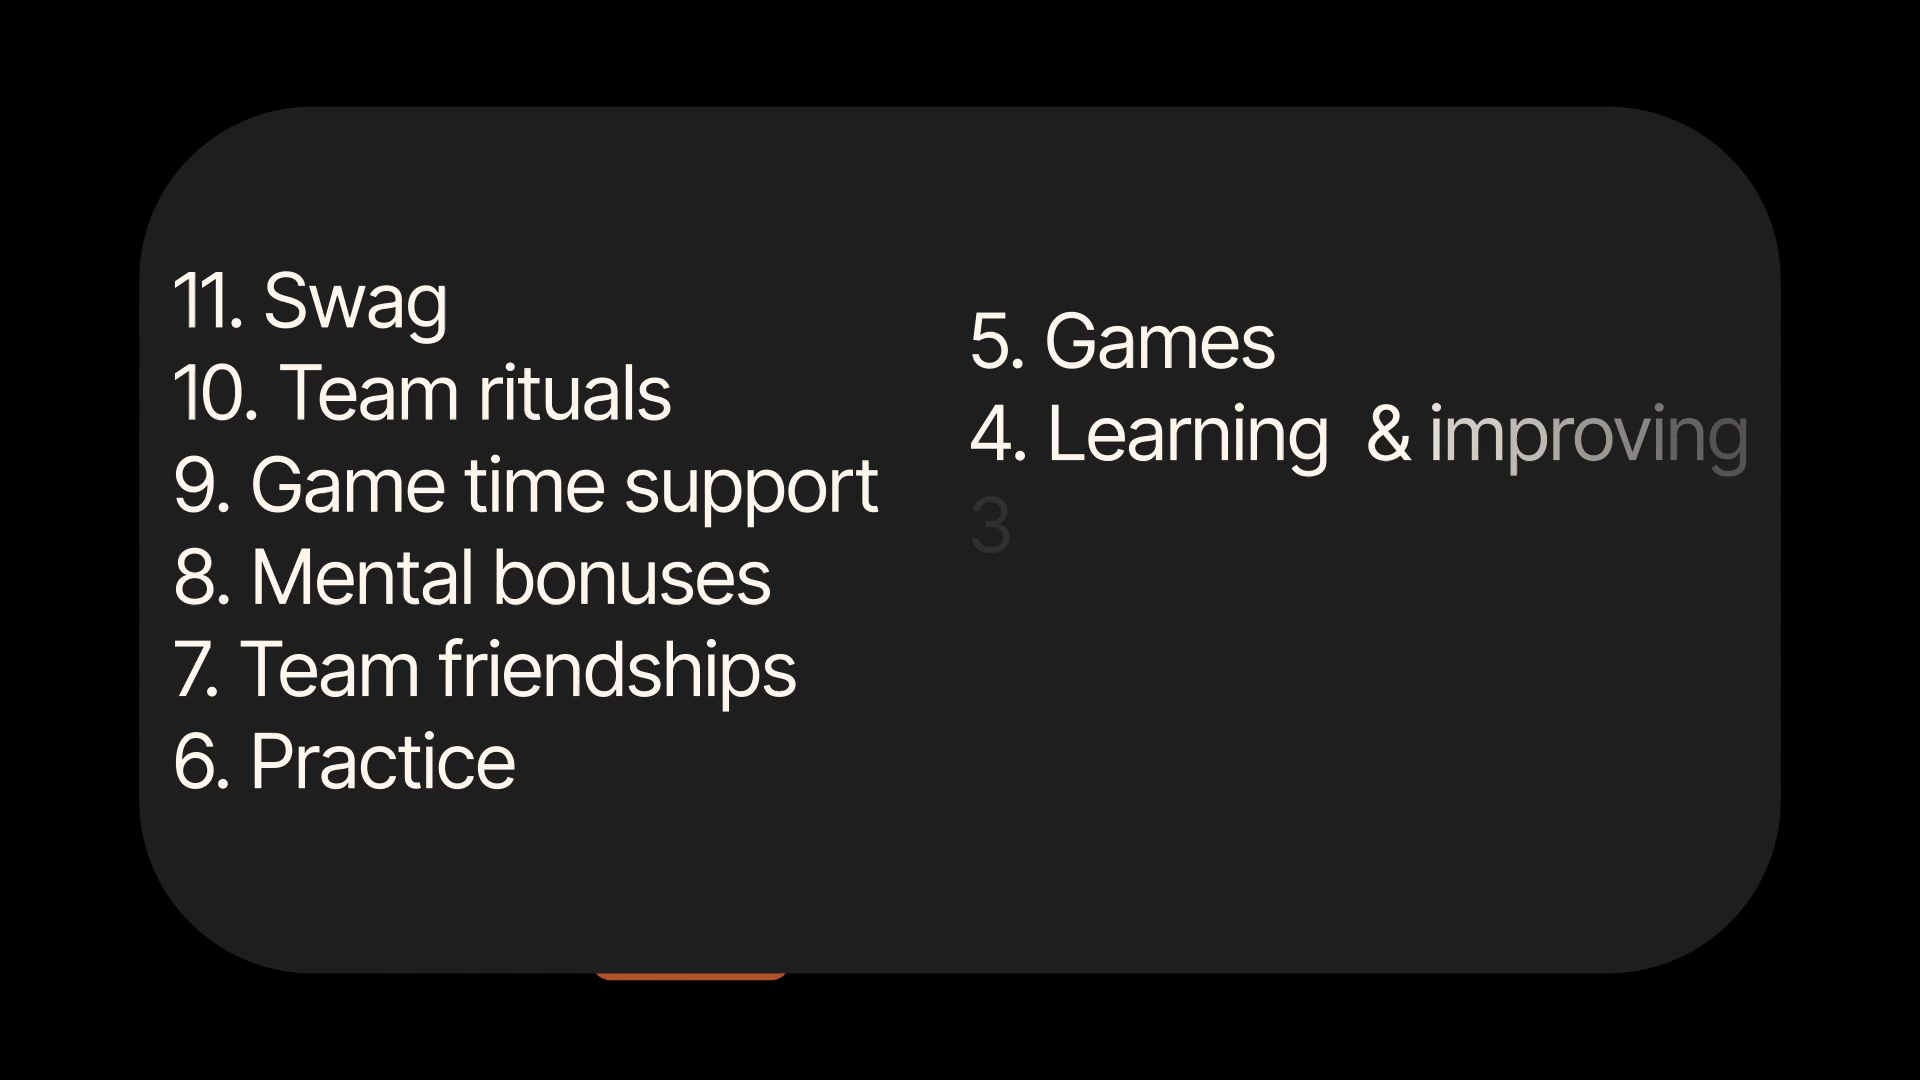 11. Swag
10. Team rituals
9. Game time support
8. Mental bonuses
7. Team friendships
6. Practice
5. Games
4. Learning  & improving
3